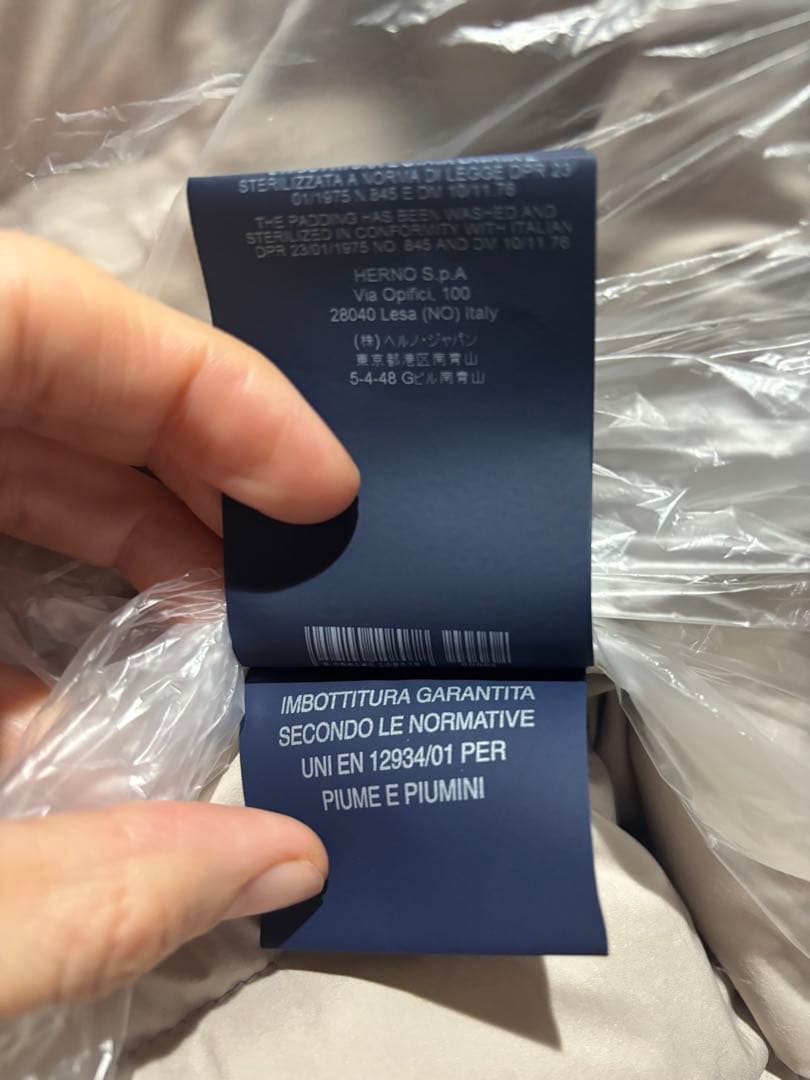 STERILIZZATA A NORMA DI LEGGE DPR 23
01/1975 N 845 E DM 10/11.76
THE PADDING HAS BEEN WASHED AND
STERILIZED IN CONFORMITY WITH ITALIAN
DPR 23/01/1975 NO. 845 AND DM 10/11.76
HERNO S.p.A
Via Opifici, 100
28040 Lesa (NO) Italy
(株)ヘルノ・ジャパン
東京都港区南青山
5-4-48 Gビル南青山
IMBOTTITURA GARANTITA
SECONDO LE NORMATIVE
UNI EN 12934/01 PER
PIUME E PIUMINI